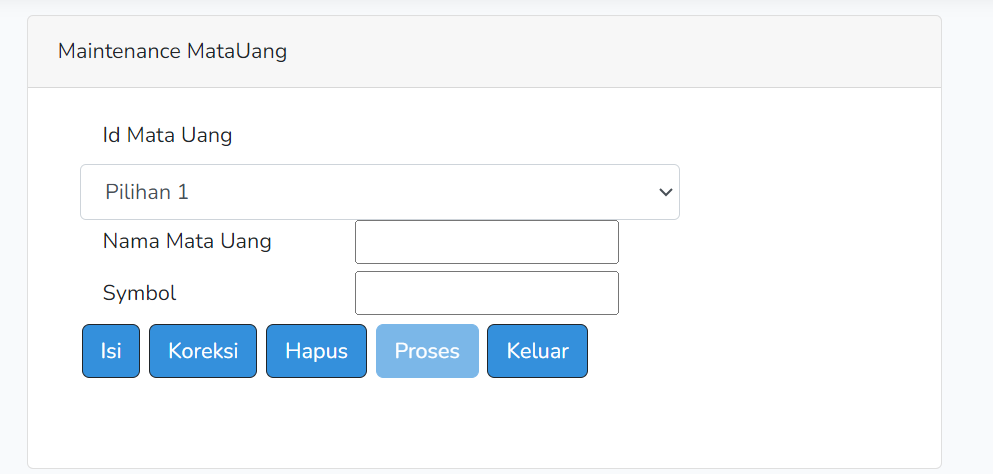 Maintenance MataUang
Id Mata Uang
Pilihan 1
Nama Mata Uang
Symbol
Isi Koreksi Hapus Proses Keluar